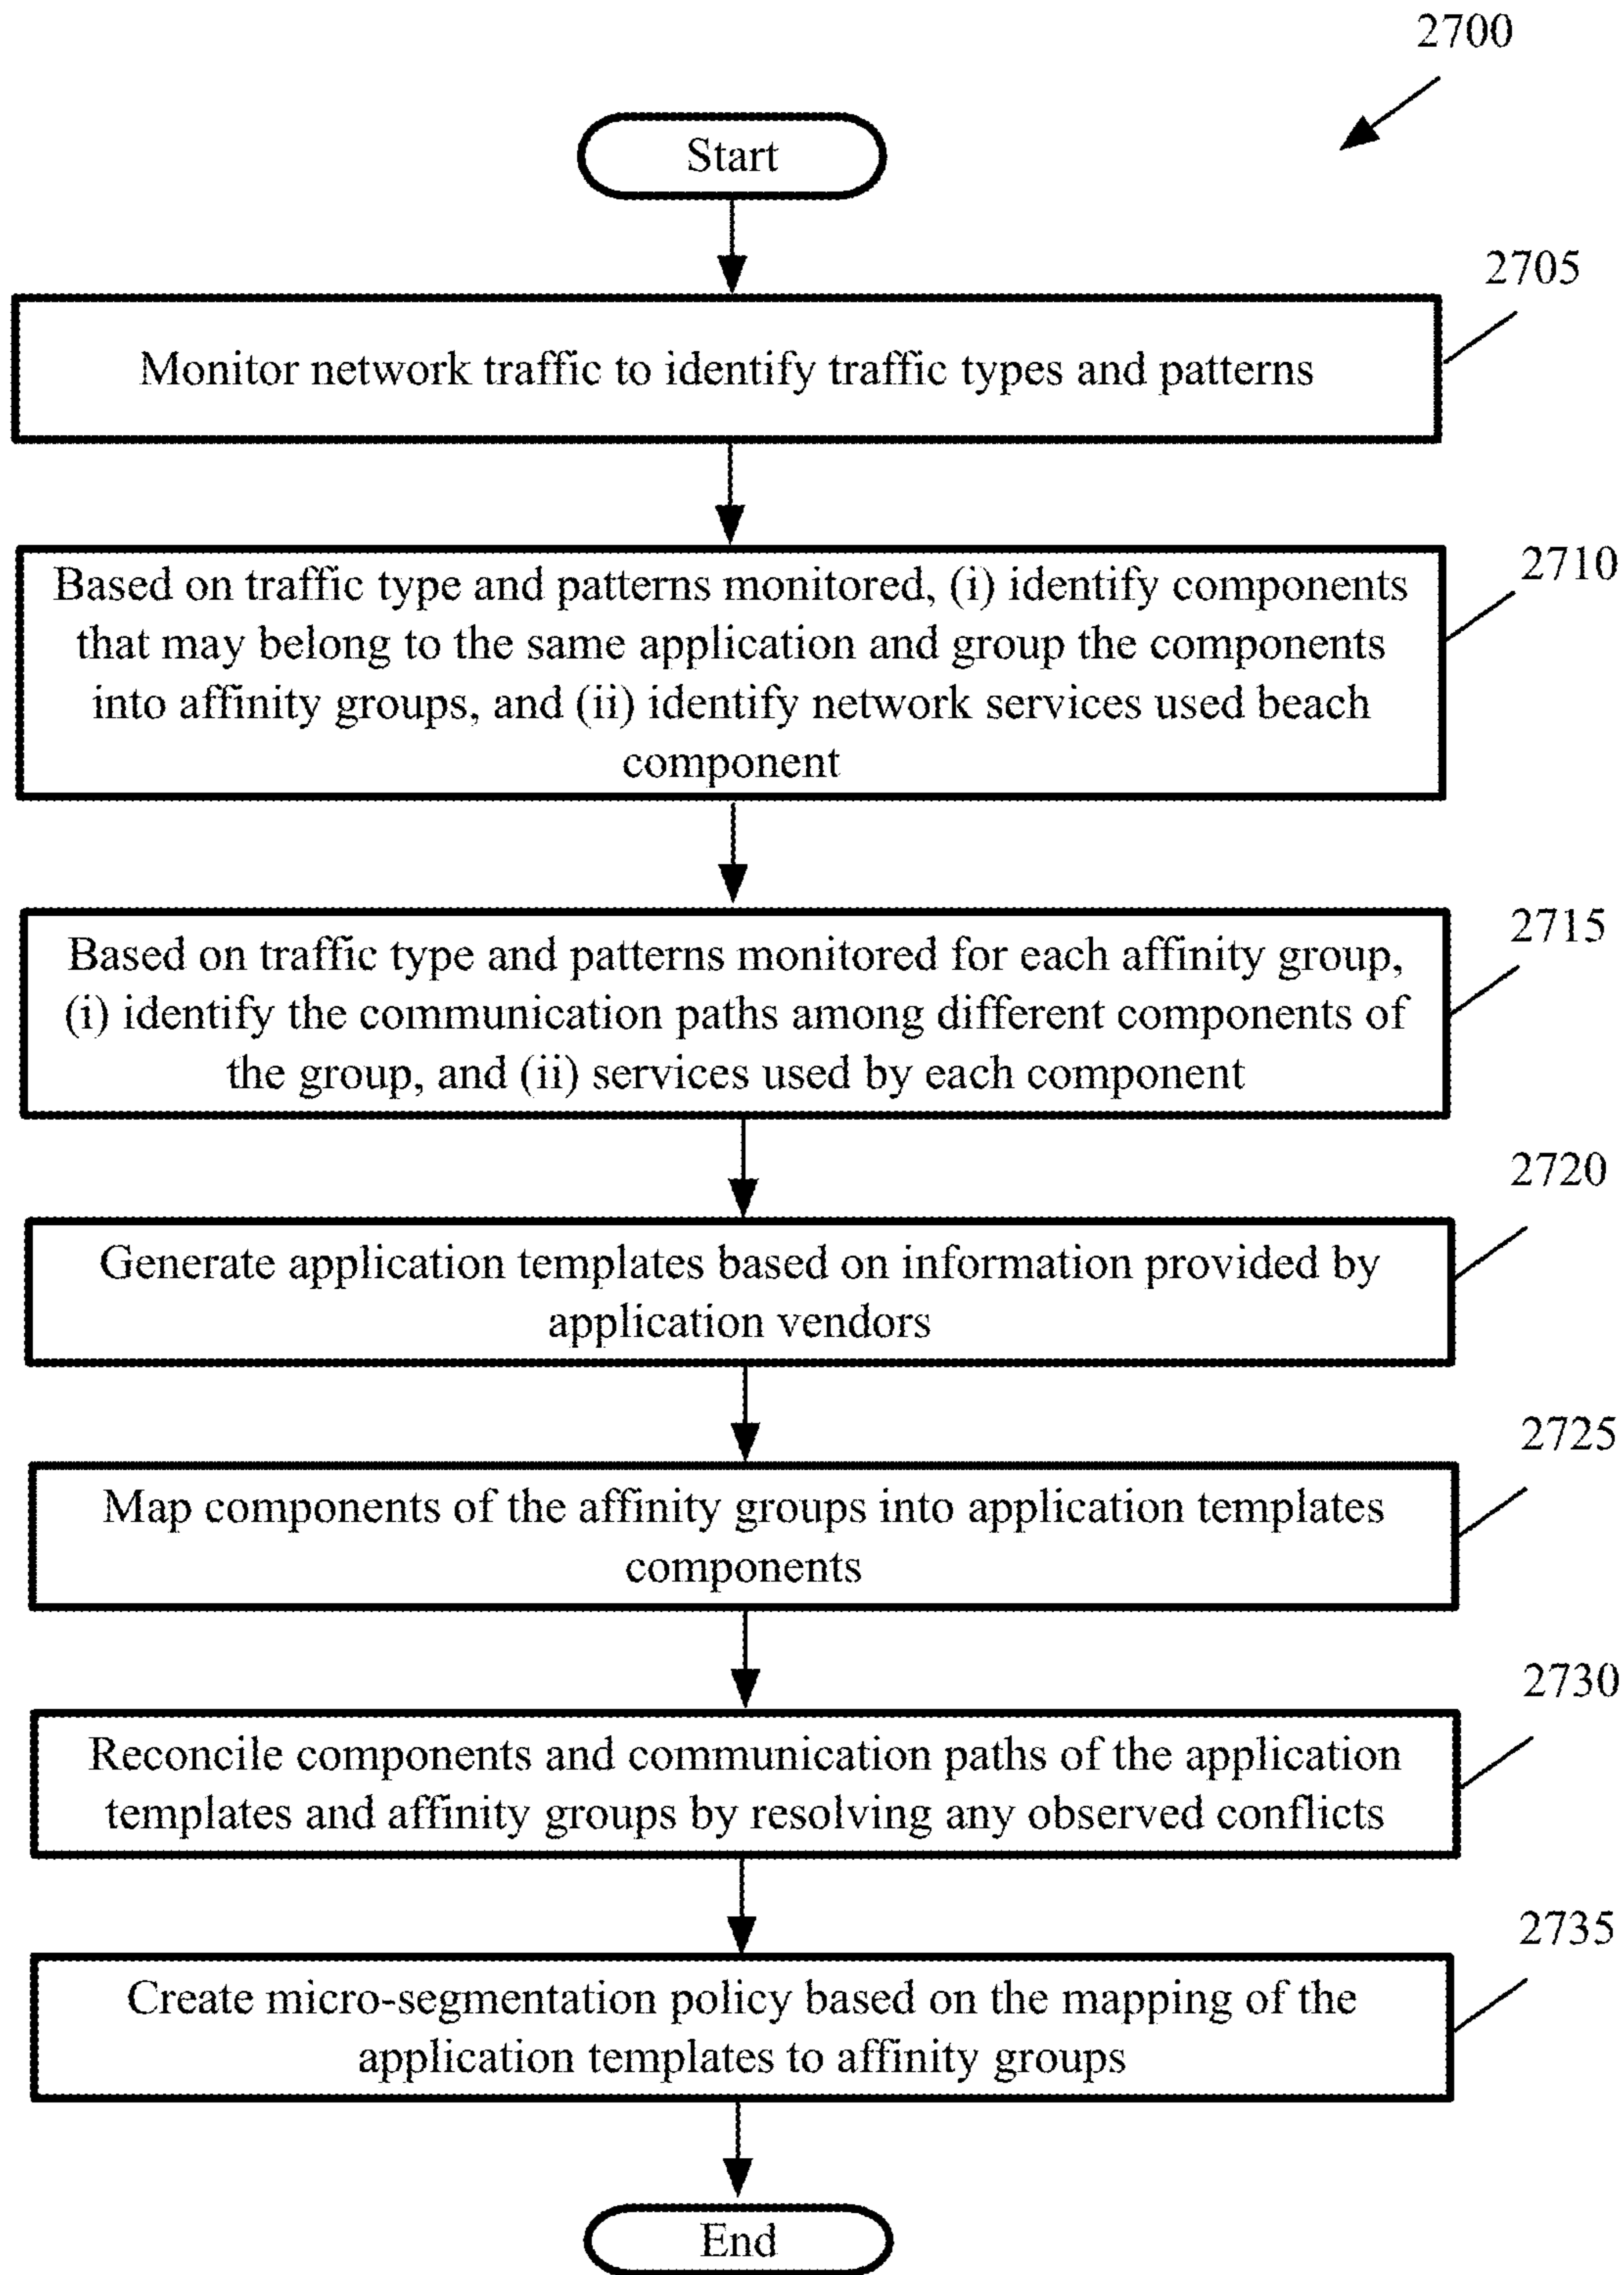 2700
Start
2705
Monitor network traffic to identify traffic types and patterns
2710
Based on traffic type and patterns monitored, (i) identify components
that may belong to the same application and group the components
into affinity groups, and (ii) identify network services used beach
component
2715
Based on traffic type and patterns monitored for each affinity group,
(i) identify the communication paths among different components of
the group, and (ii) services used by each component
2720
Generate application templates based on information provided by
application vendors
2725
Map components of the affinity groups into application templates
components
2730
Reconcile components and communication paths of the application
templates and affinity groups by resolving any observed conflicts
2735
Create micro-segmentation policy based on the mapping of the
application templates to affinity groups
End